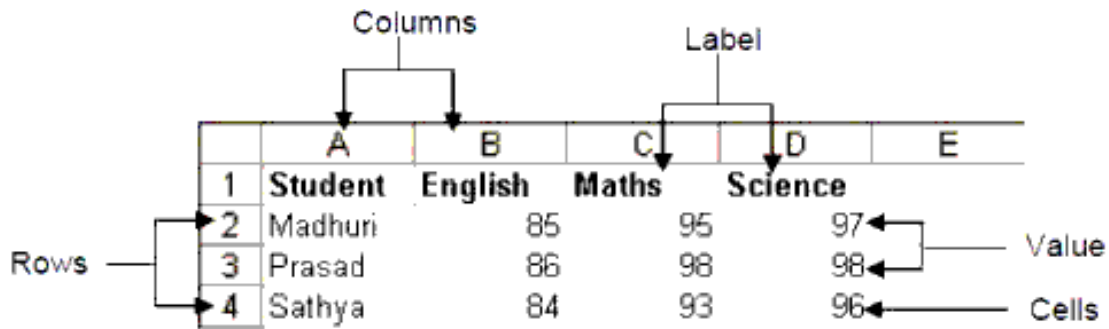 Columns
Label
A B C D E
1 Student English Maths Science
2 Madhuri 85 95 97
3 Prasad 86 98 98
4 Sathya 84 93 96
Rows
Value
Cells